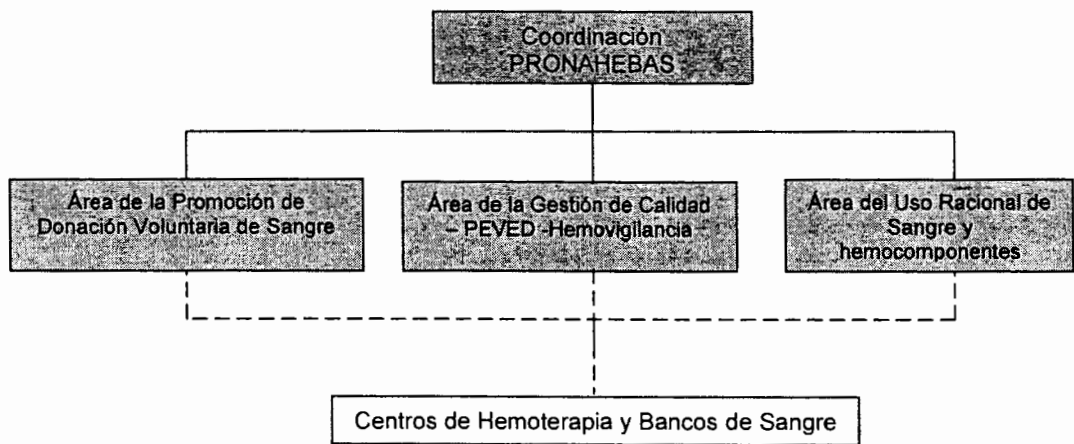 Coordinación
PRONAHEBAS
Área de la Promoción de
Donación Voluntaria de Sangre
Área de la Gestión de Calidad
– PEVED -Hemovigilancia
Área del Uso Racional de
Sangre y
hemocomponentes
Centros de Hemoterapia y Bancos de Sangre